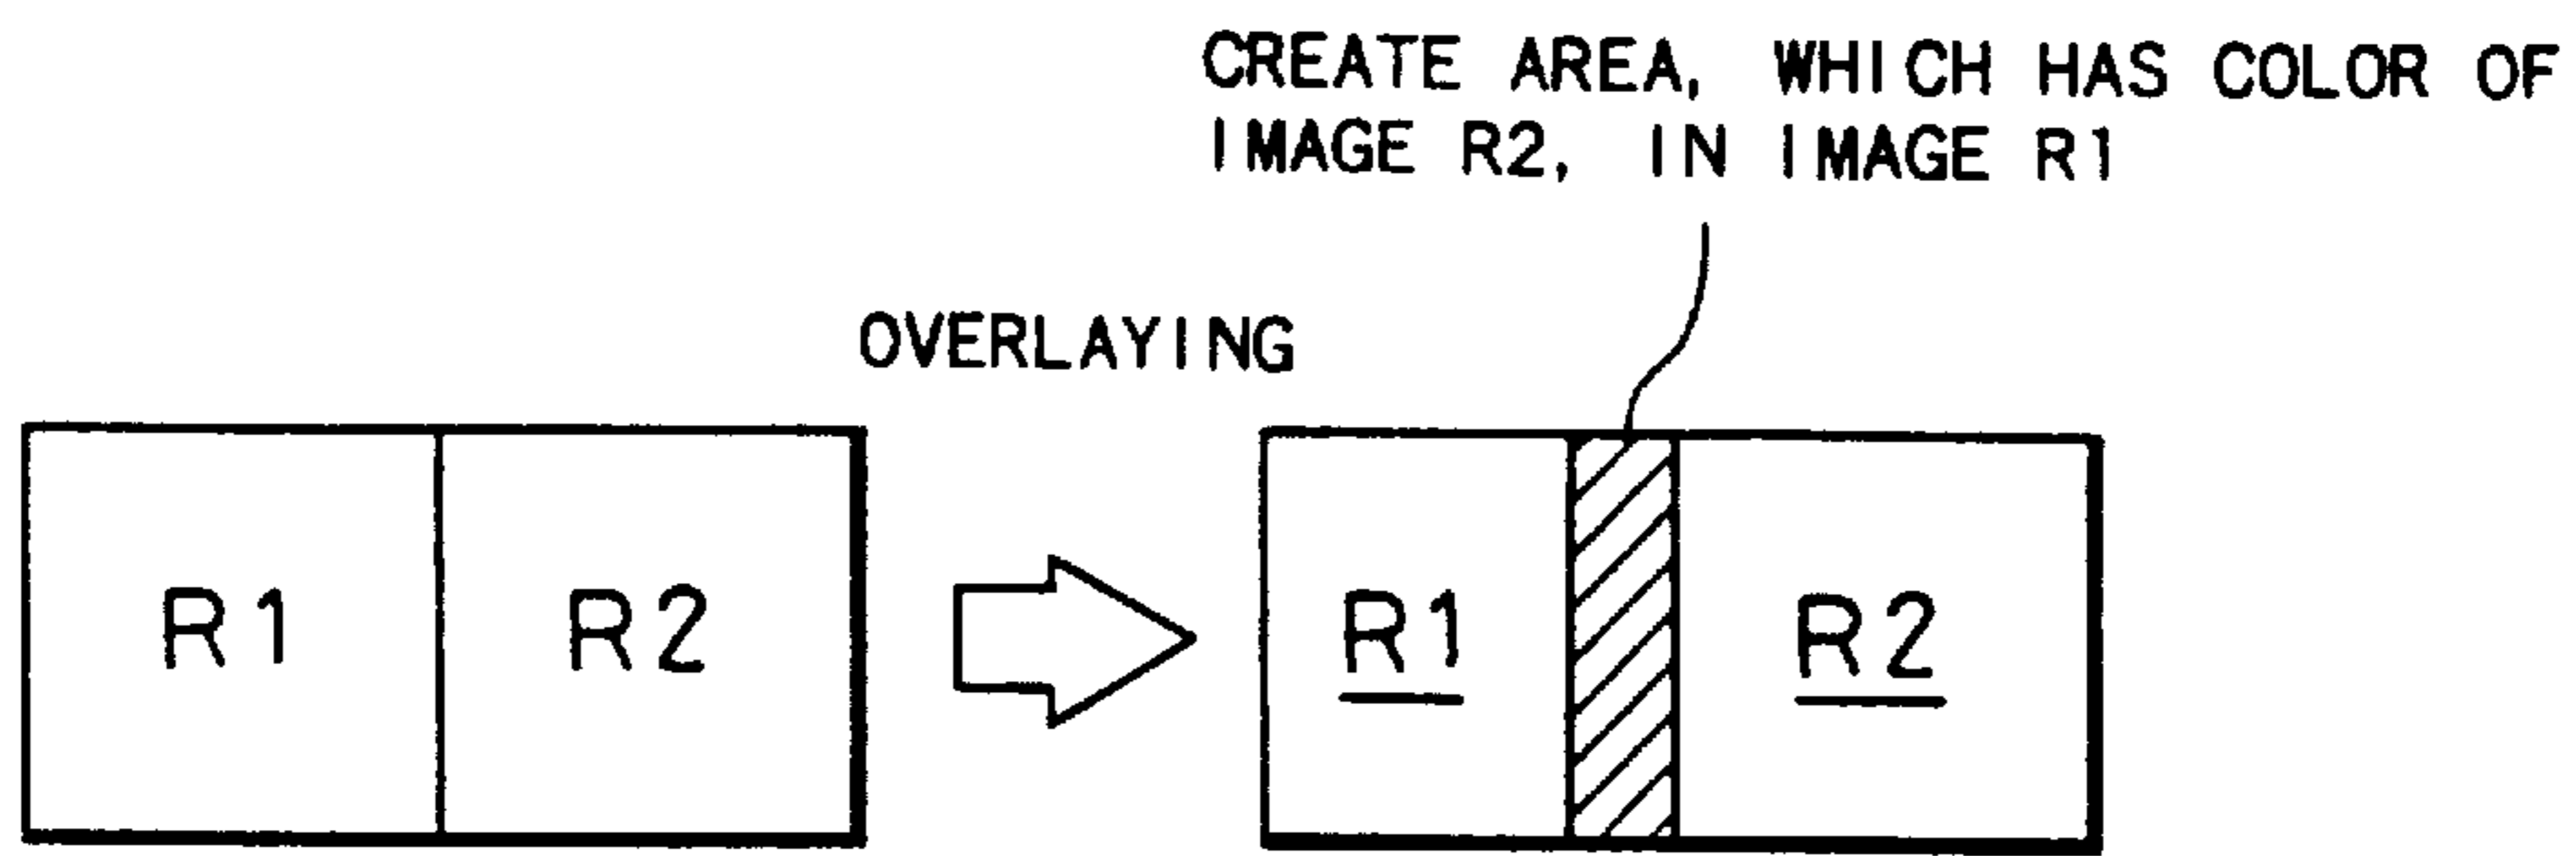 CREATE AREA, WHICH HAS COLOR OF
IMAGE R2, IN IMAGE R1
OVERLAYING
R1 R2 R1 R2